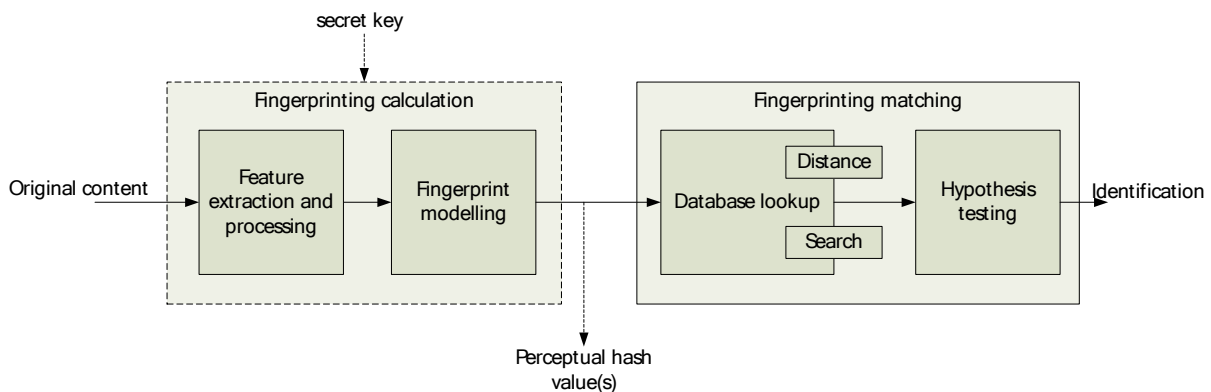 secret key
Fingerprinting calculation
Fingerprinting matching
Original content
Feature
extraction and
processing
Fingerprint
modelling
Database lookup
Distance
Search
Hypothesis
testing
Identification
Perceptual hash
value(s)